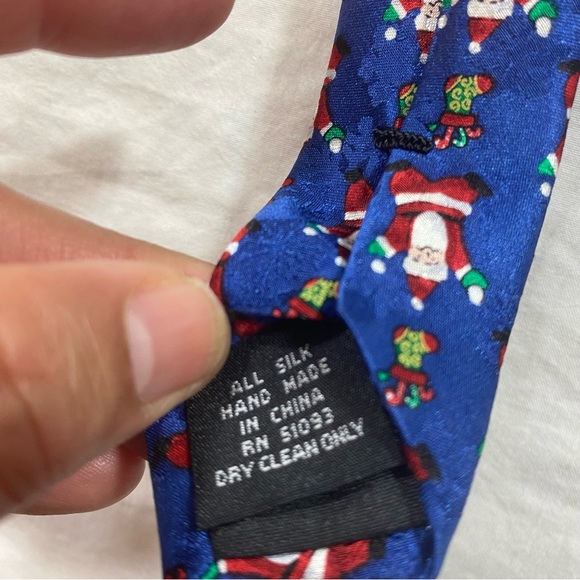 ALL SILK
HAND MADE
IN CHINA
RN 51093
DRY CLEAN ONLY